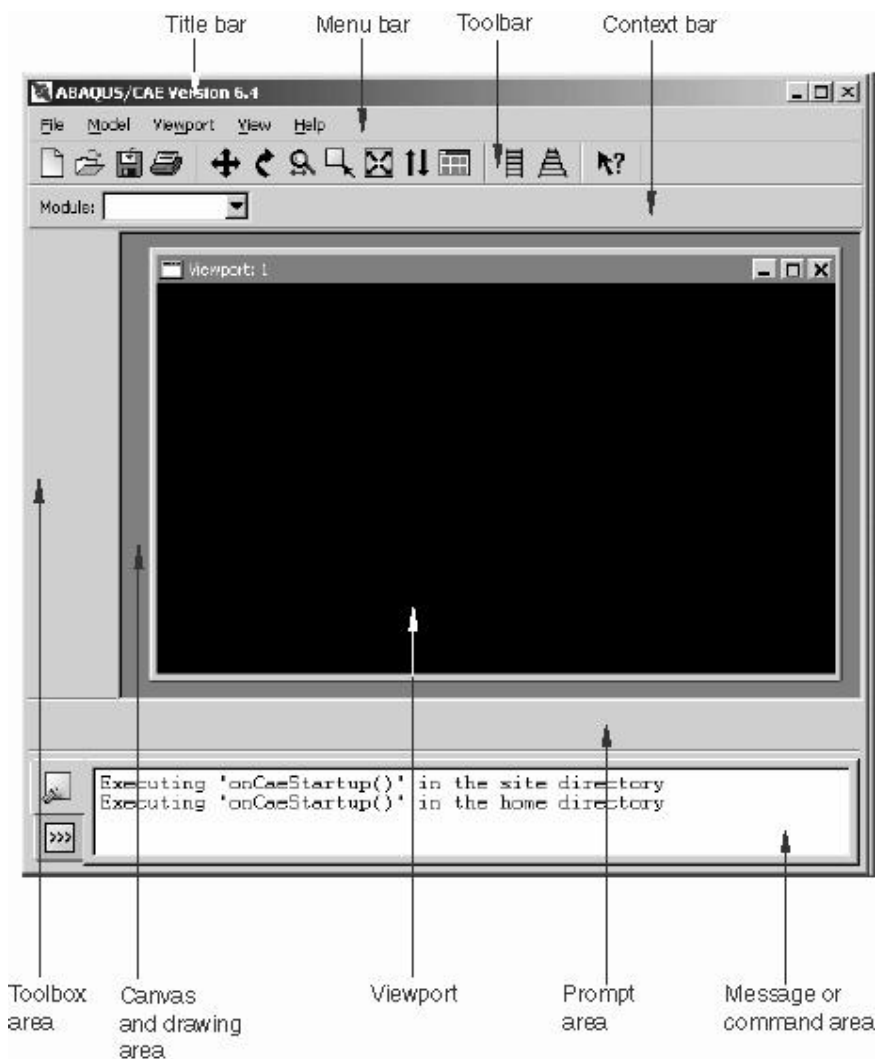 Title bar Menu bar Toolbar Context bar
ABAQUS/CAE Version 6.4
File Model Viewport View Help
Module:
Viewport: 1
Executing "onCaeStartup()" in the site directory
Executing "onCaeStartup()" in the home directory
>>>
Toolbox area
Canvas and drawing area
Viewport
Prompt area
Message or command area